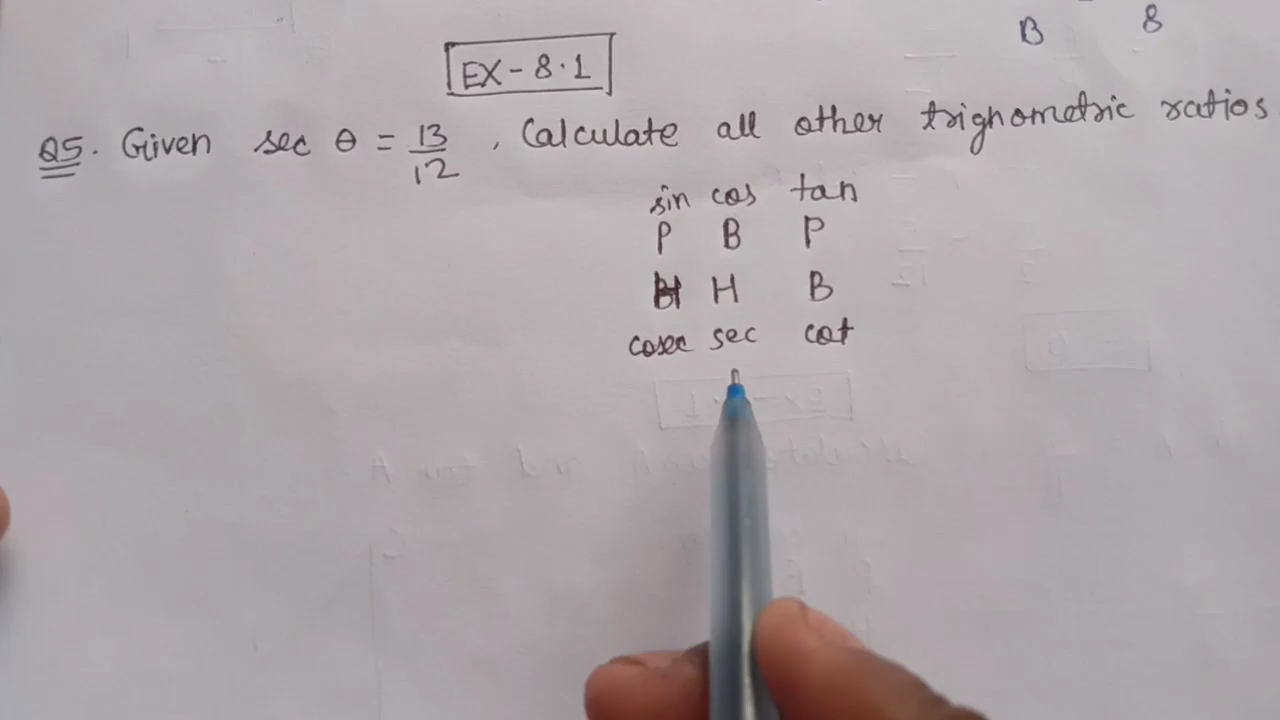 B 8
EX - 8.1
Q5. Given sec θ = 13/12, Calculate all other trignometric ratios
sin cos tan
P B P
H H B
cosec sec cot